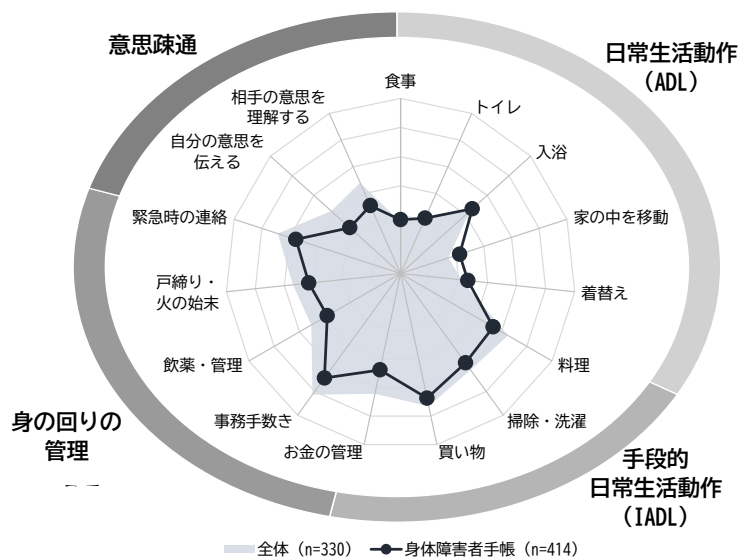 意思疎通
日常生活動作
（ADL）
食事
相手の意思を
理解する
トイレ
自分の意思を
伝える
入浴
緊急時の連絡
家の中を移動
戸締り・
火の始末
着替え
飲薬・管理
料理
身の回りの
管理
事務手数き
掃除・洗濯
お金の管理
買い物
手段的
日常生活動作
（IADL）
全体（n=330）
身体障害者手帳（n=414）